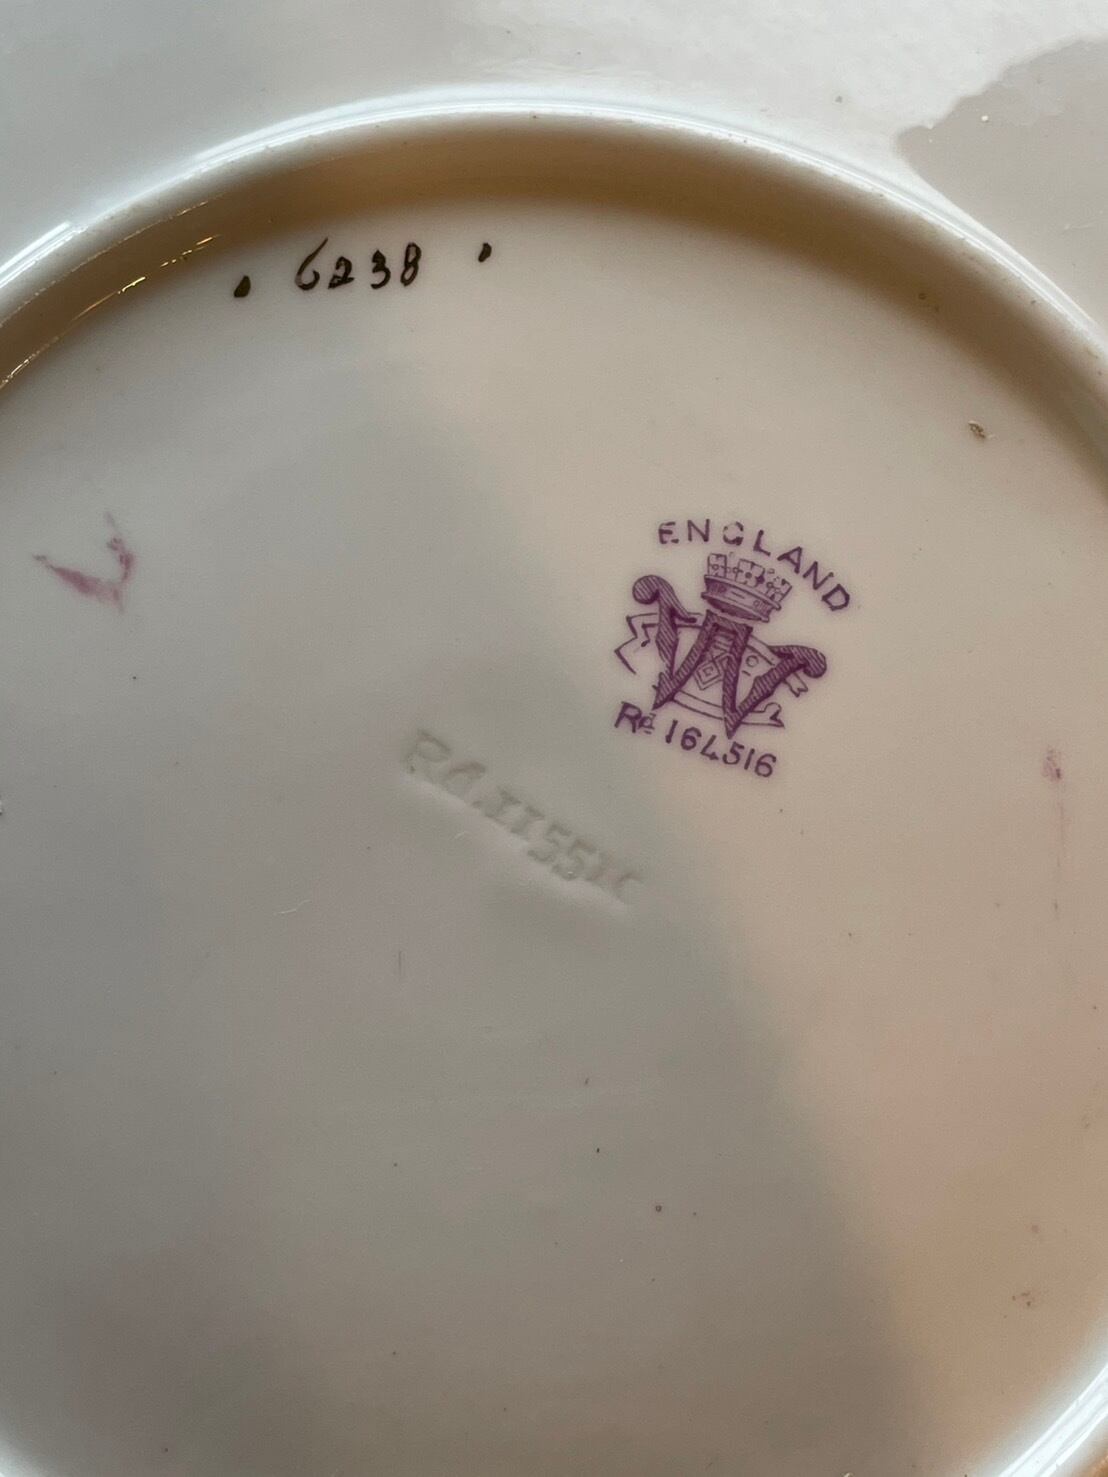 . 6238 .
ENGLAND
W
Rd 164516